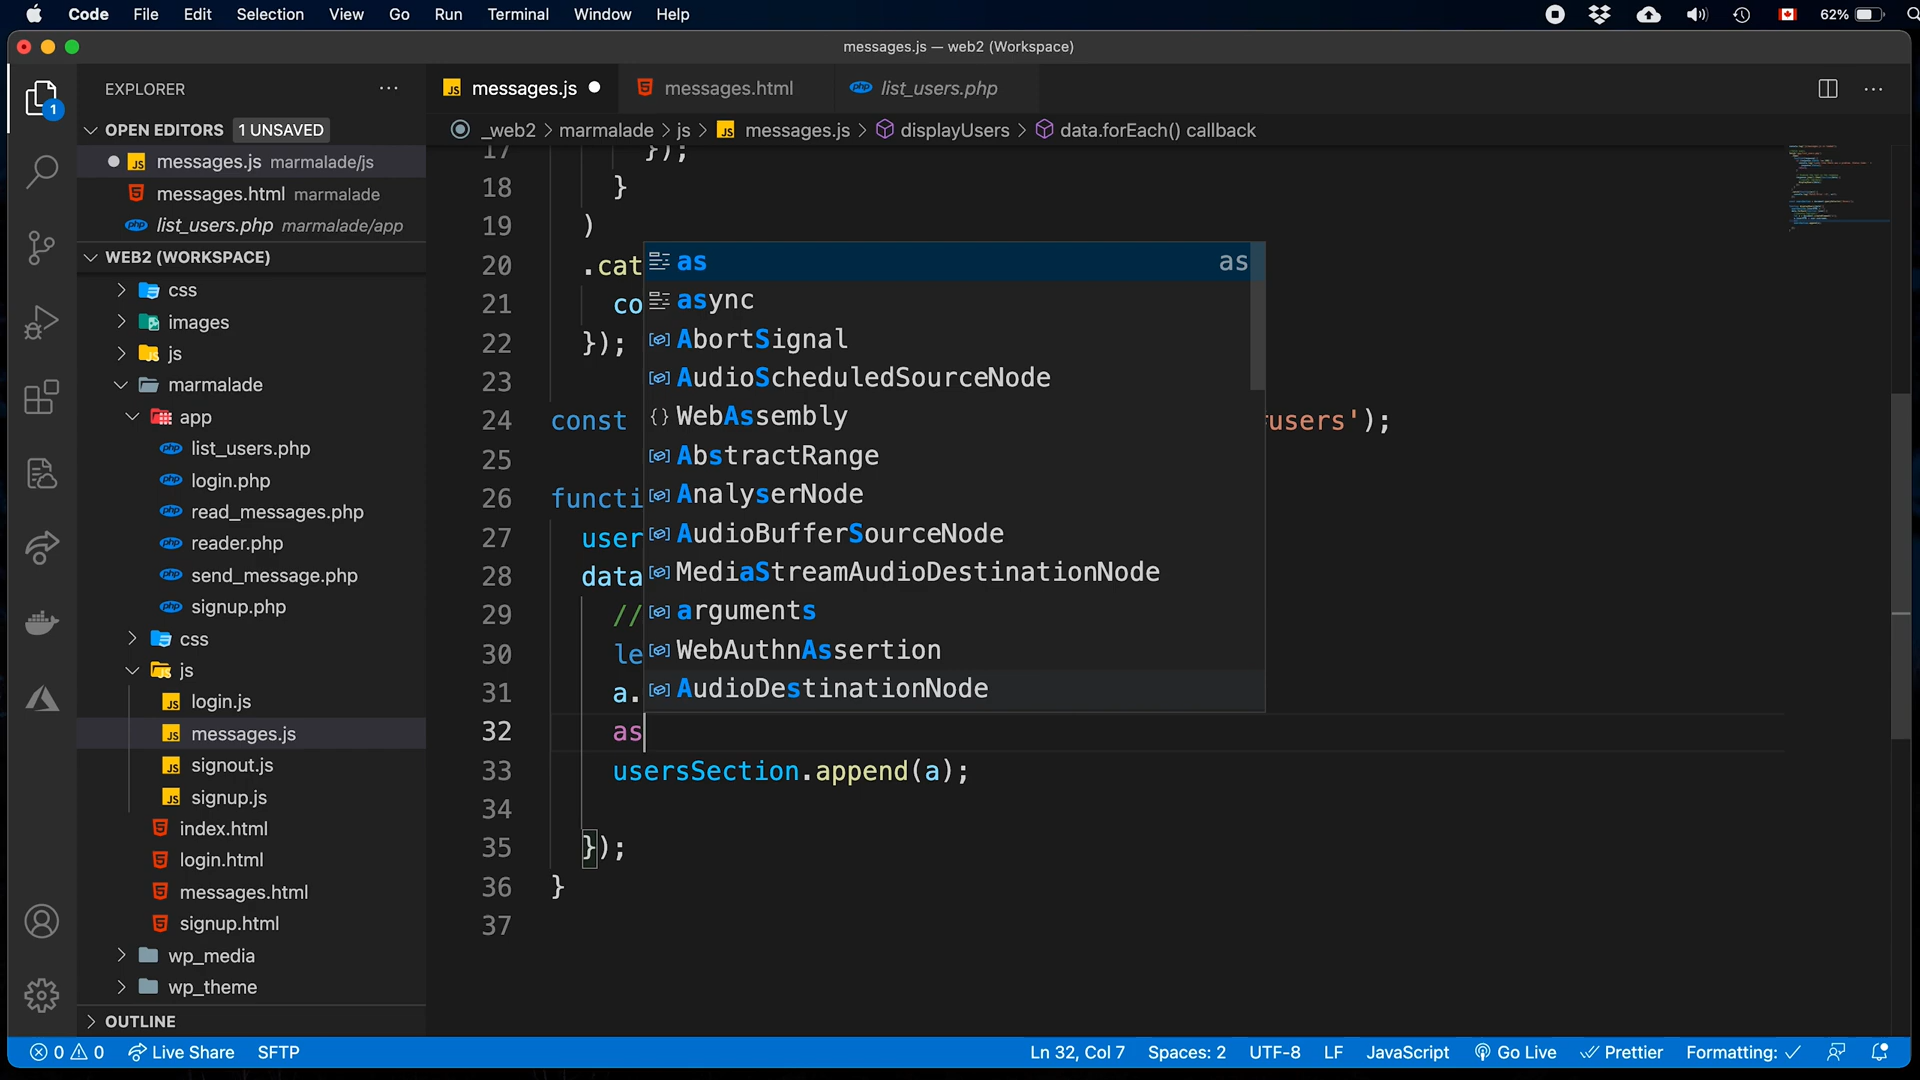 Code File Edit Selection View Go Run Terminal Window Help 62%
messages.js — web2 (Workspace)
EXPLORER
messages.js messages.html list_users.php
OPEN EDITORS 1 UNSAVED
_web2 > marmalade > js > messages.js > displayUsers > data.forEach() callback
messages.js marmalade/js
messages.html marmalade
list_users.php marmalade/app
WEB2 (WORKSPACE)
css
images
js
marmalade
app
list_users.php
login.php
read_messages.php
reader.php
send_message.php
signup.php
css
js
login.js
messages.js
signout.js
signup.js
index.html
login.html
messages.html
signup.html
wp_media
wp_theme
OUTLINE
1
17 });
18 }
19 )
20 .cat
21 co
22 });
23
24 const users');
25
26 functi
27 user
28 data
29 //
30 le
31 a.
32 as
33 usersSection.append(a);
34
35 });
36 }
37
as as
async
AbortSignal
AudioScheduledSourceNode
WebAssembly
AbstractRange
AnalyserNode
AudioBufferSourceNode
MediaStreamAudioDestinationNode
arguments
WebAuthnAssertion
AudioDestinationNode
0 0 Live Share SFTP Ln 32, Col 7 Spaces: 2 UTF-8 LF JavaScript Go Live Prettier Formatting: ✓